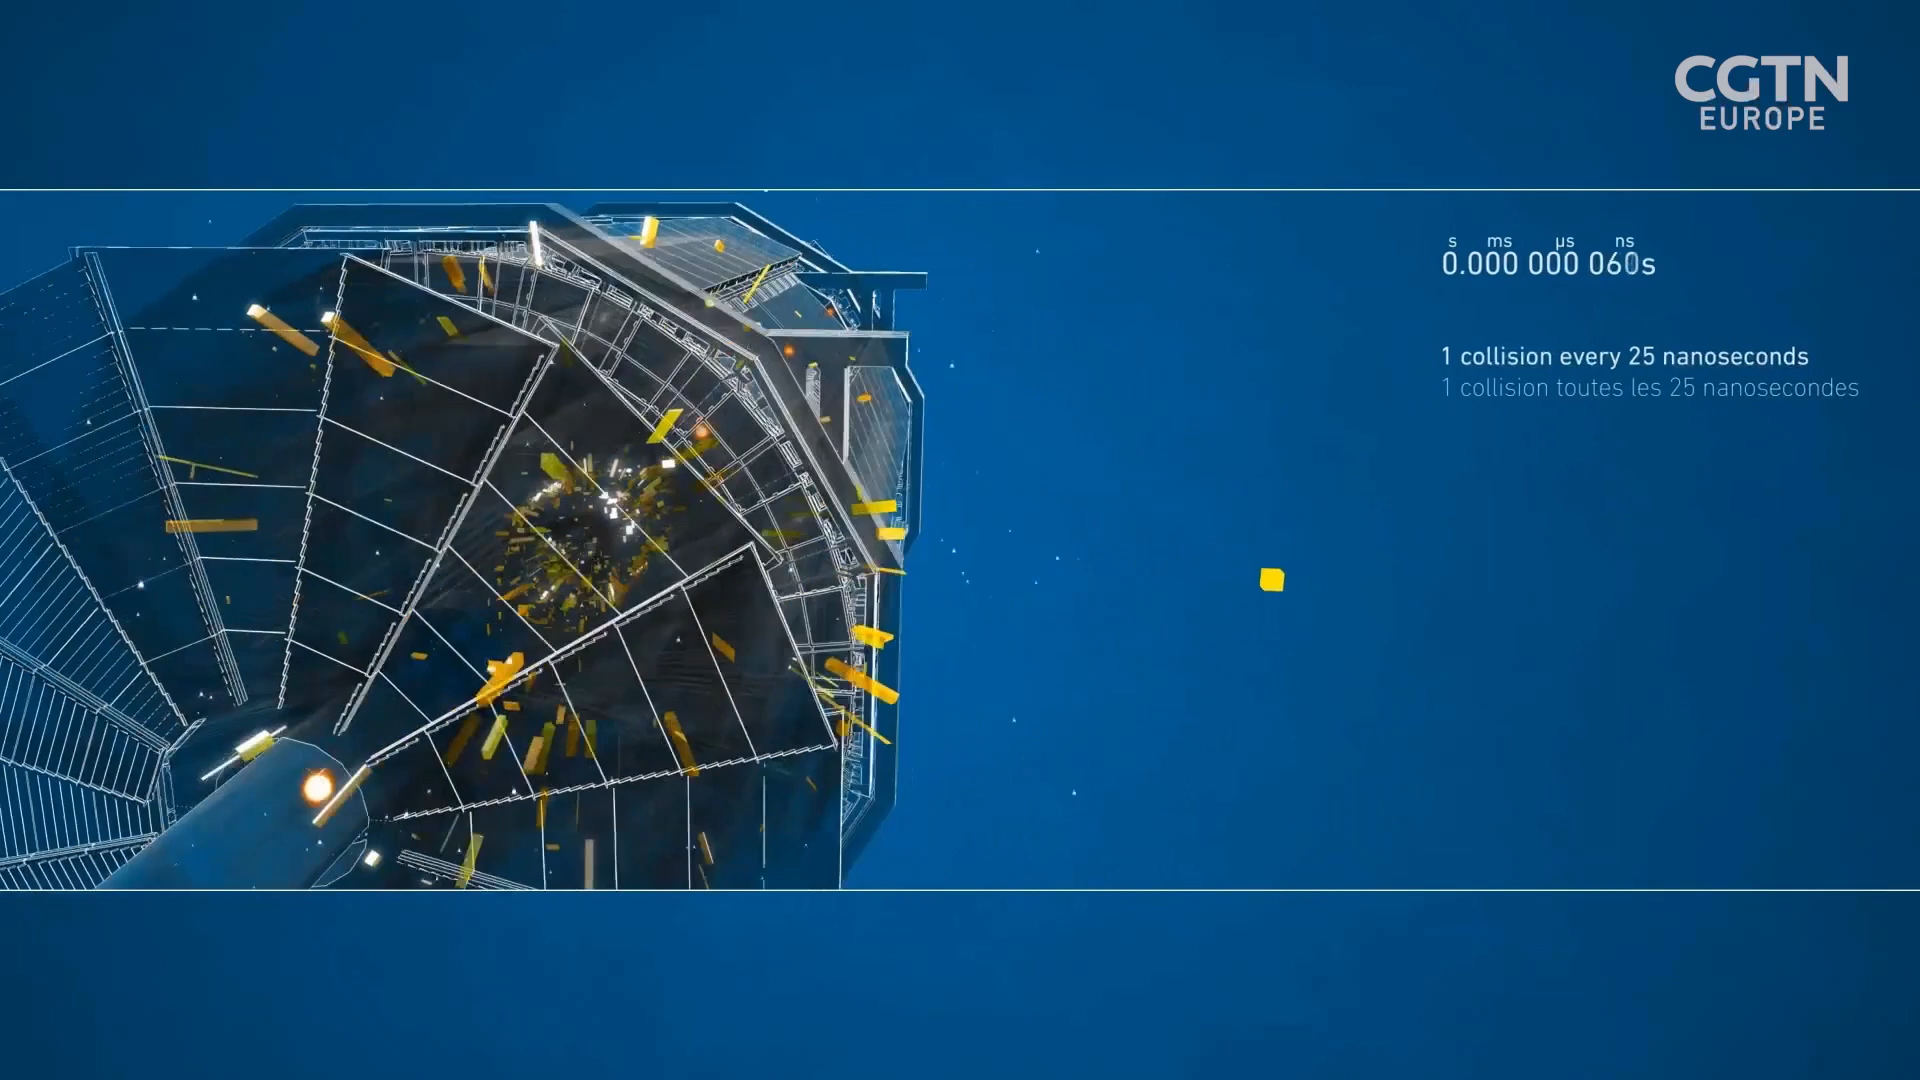 CGTN
EUROPE
s ms µs ns
0.000 000 060s
1 collision every 25 nanoseconds
1 collision toutes les 25 nanosecondes